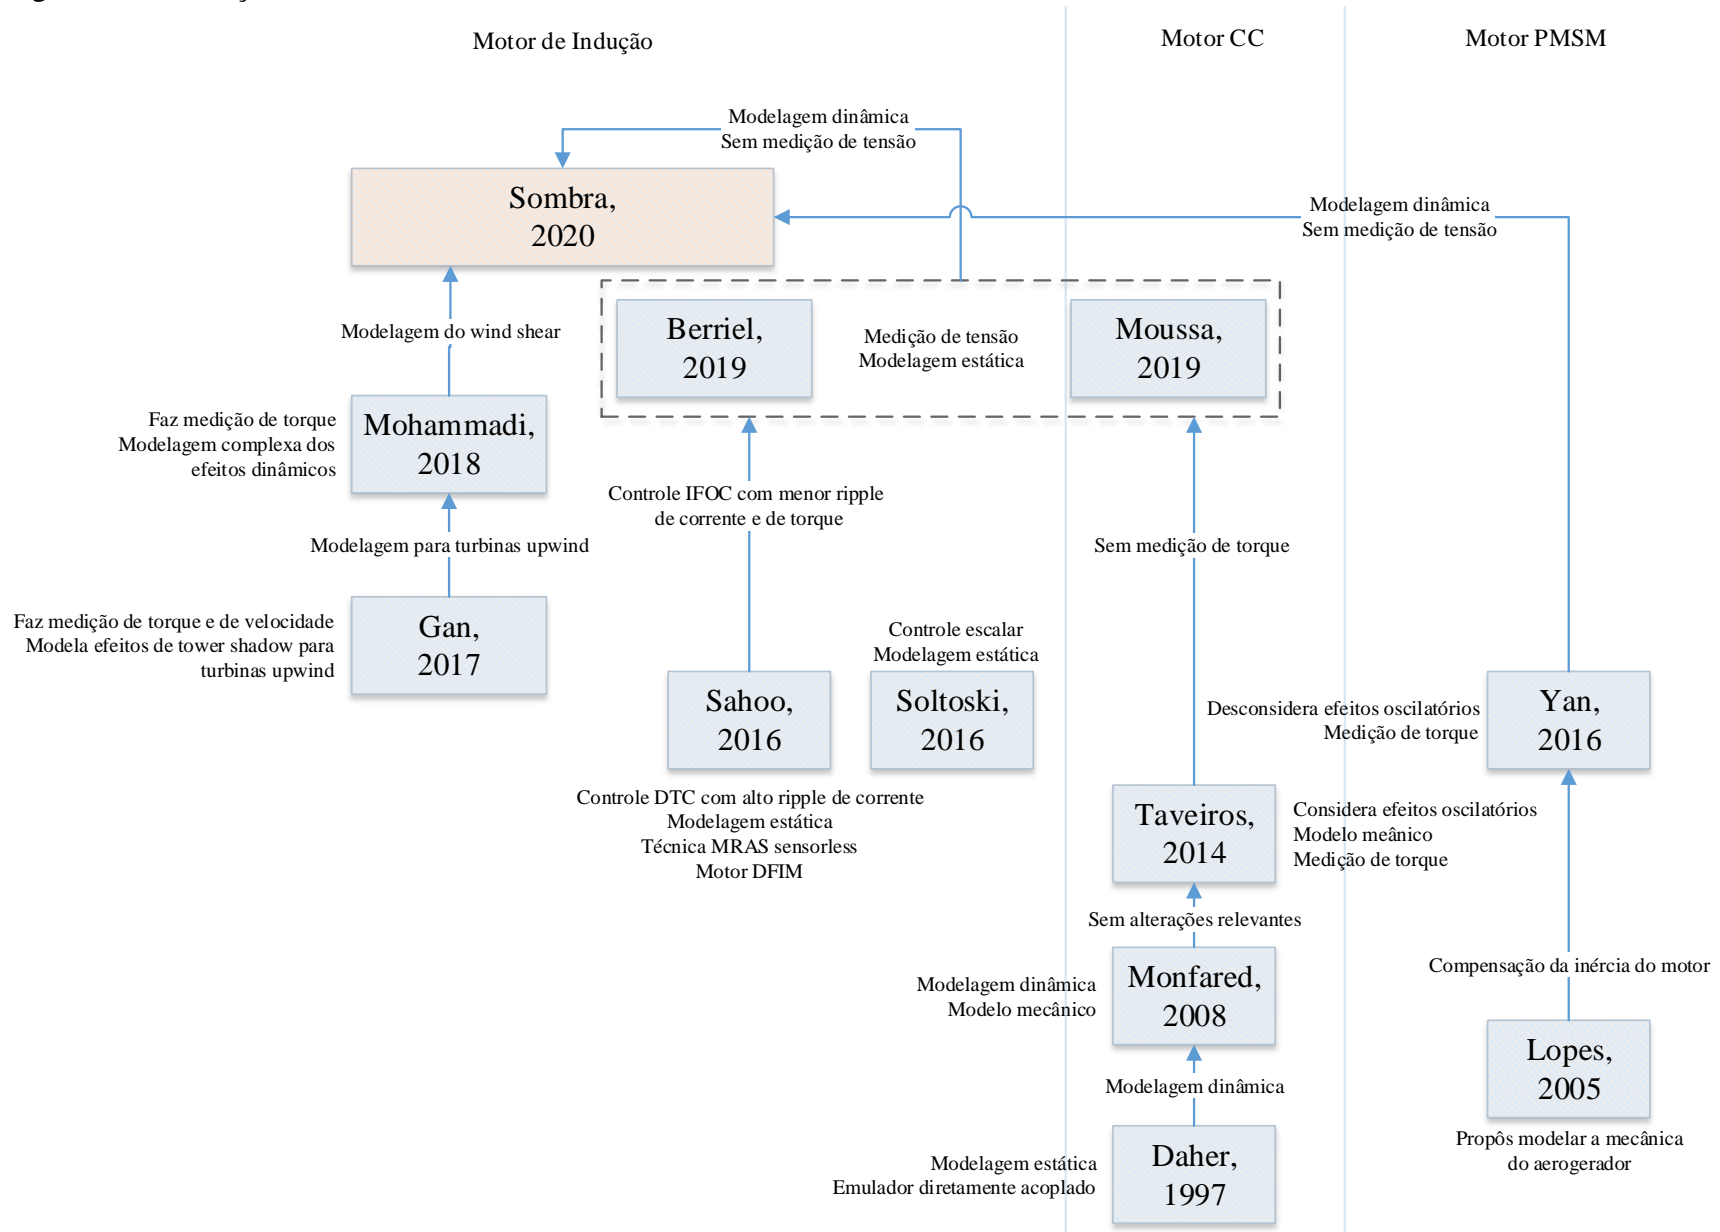 Motor de Indução
Motor CC
Motor PMSM
Modelagem dinâmica
Sem medição de tensão
Sombra,
2020
Modelagem dinâmica
Sem medição de tensão
Berriel,
2019
Medição de tensão
Modelagem estática
Moussa,
2019
Modelagem do wind shear
Faz medição de torque
Modelagem complexa dos
efeitos dinâmicos
Mohammadi,
2018
Controle IFOC com menor ripple
de corrente e de torque
Sem medição de torque
Modelagem para turbinas upwind
Faz medição de torque e de velocidade
Modela efeitos de tower shadow para
turbinas upwind
Gan,
2017
Controle escalar
Modelagem estática
Sahoo,
2016
Soltoski,
2016
Desconsidera efeitos oscilatórios
Medição de torque
Yan,
2016
Controle DTC com alto ripple de corrente
Modelagem estática
Técnica MRAS sensorless
Motor DFIM
Taveiros,
2014
Considera efeitos oscilatórios
Modelo meânico
Medição de torque
Sem alterações relevantes
Modelagem dinâmica
Modelo mecânico
Monfared,
2008
Compensação da inércia do motor
Lopes,
2005
Modelagem dinâmica
Propôs modelar a mecânica
do aerogerador
Modelagem estática
Emulador diretamente acoplado
Daher,
1997